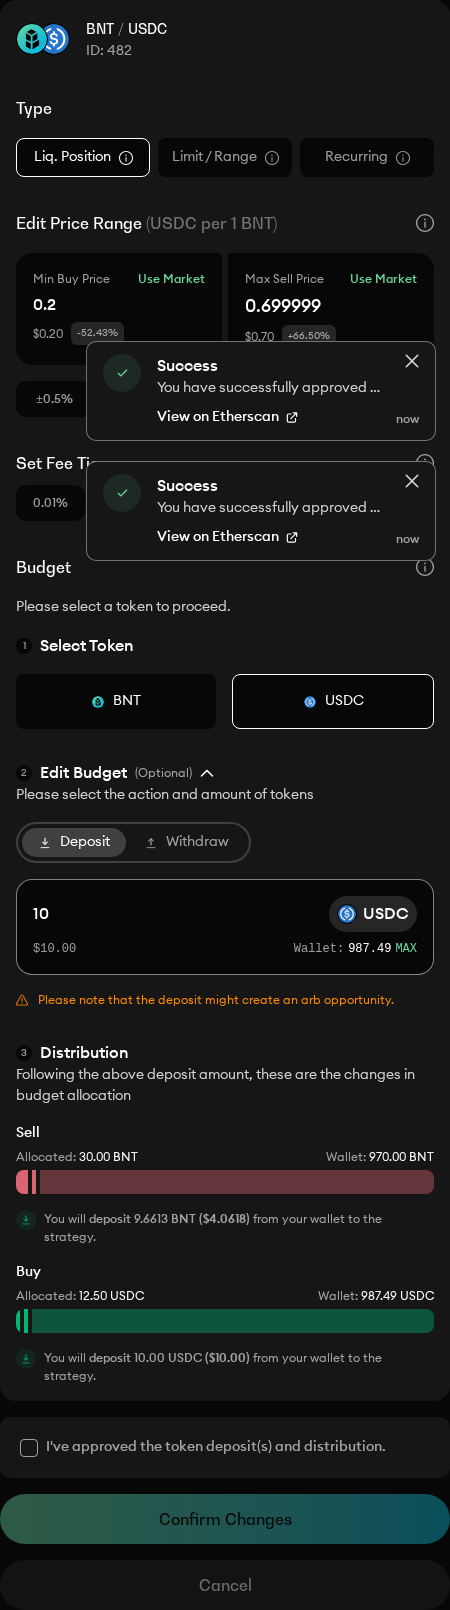 BNT / USDC
ID: 482
Type
Liq. Position
Limit / Range
Recurring
Edit Price Range (USDC per 1 BNT)
Min Buy Price Use Market
0.2
$0.20 -52.43%
Max Sell Price Use Market
0.699999
$0.70 +66.50%
±0.5%
Success
You have successfully approved ...
View on Etherscan
now
Set Fee
0.01%
Success
You have successfully approved ...
View on Etherscan
now
Budget
Please select a token to proceed.
1 Select Token
BNT
USDC
2 Edit Budget (Optional)
Please select the action and amount of tokens
Deposit
Withdraw
10 USDC
$10.00 Wallet: 987.49 MAX
Please note that the deposit might create an arb opportunity.
3 Distribution
Following the above deposit amount, these are the changes in
budget allocation
Sell
Allocated: 30.00 BNT Wallet: 970.00 BNT
You will deposit 9.6613 BNT ($4.0618) from your wallet to the
strategy.
Buy
Allocated: 12.50 USDC Wallet: 987.49 USDC
You will deposit 10.00 USDC ($10.00) from your wallet to the
strategy.
I've approved the token deposit(s) and distribution.
Confirm Changes
Cancel